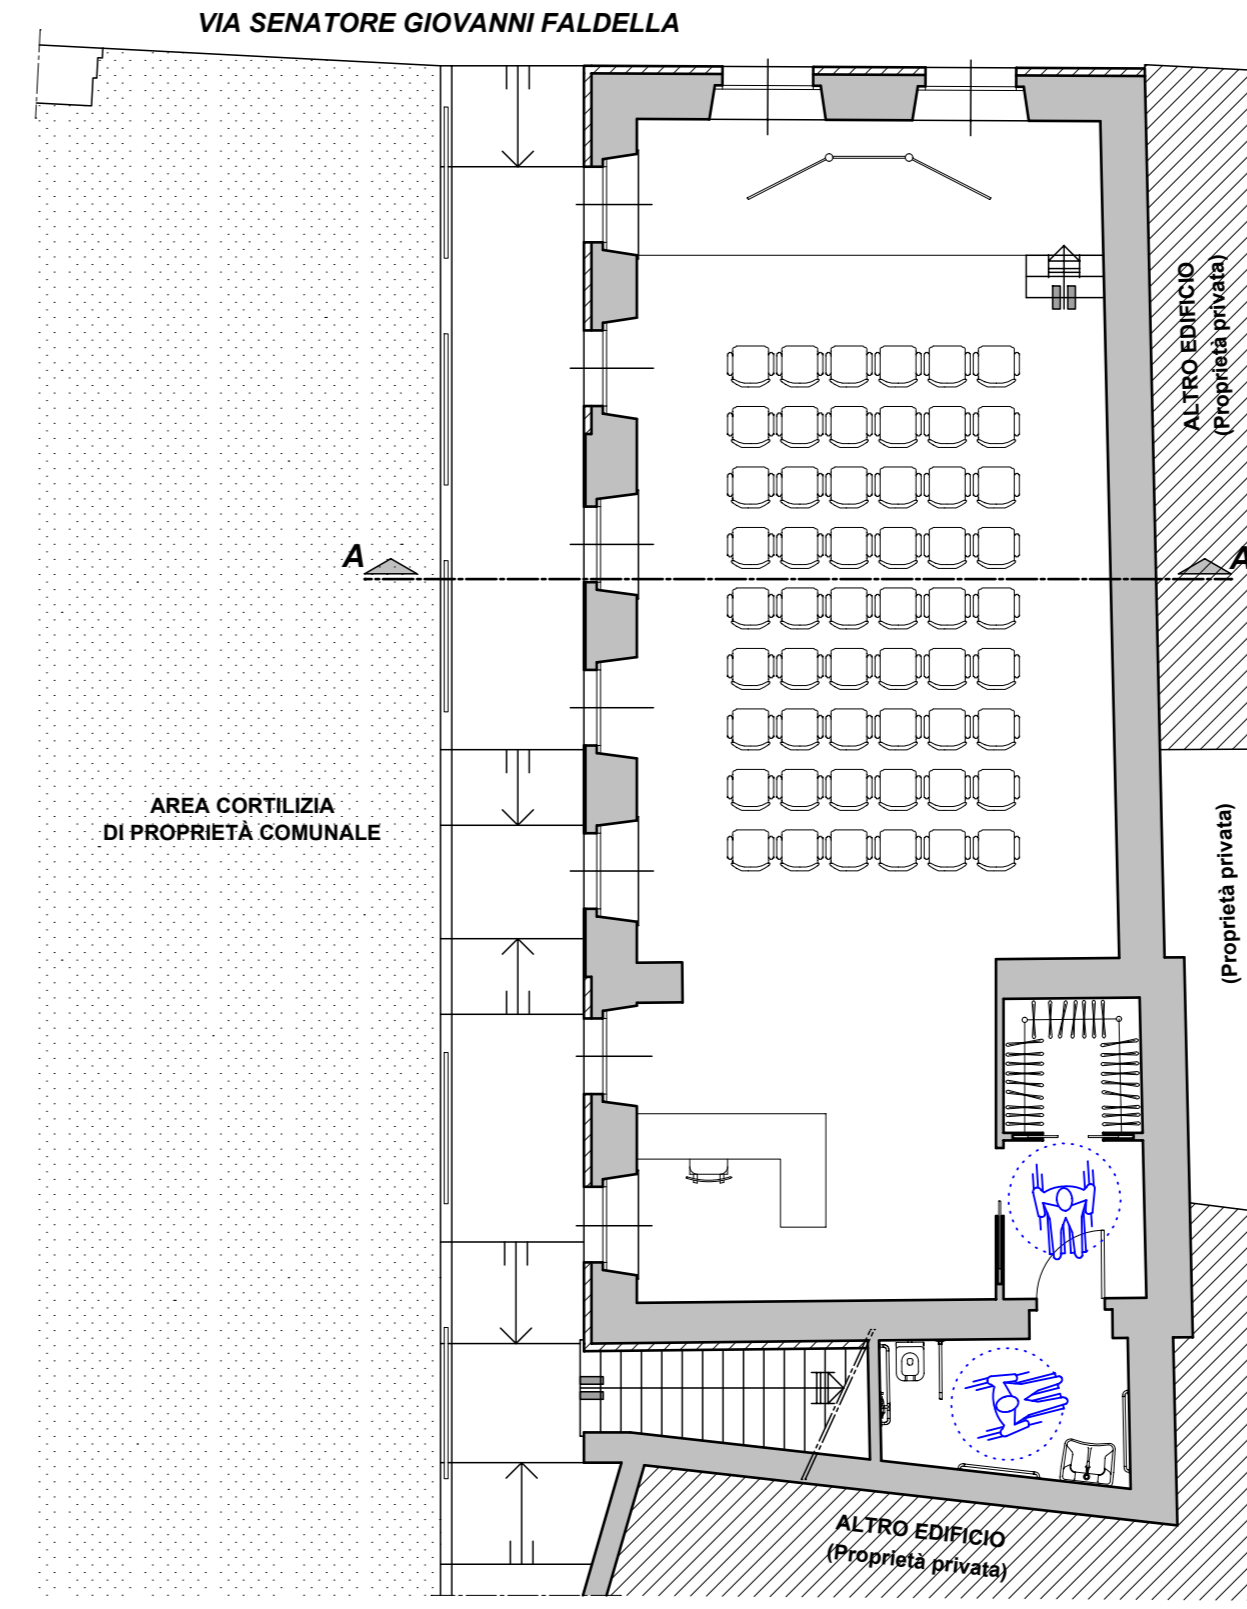 VIA SENATORE GIOVANNI FALDELLA
ALTRO EDIFICIO
(Proprietà privata)
A
A
AREA CORTILIZIA
DI PROPRIETÀ COMUNALE
(Proprietà privata)
ALTRO EDIFICIO
(Proprietà privata)